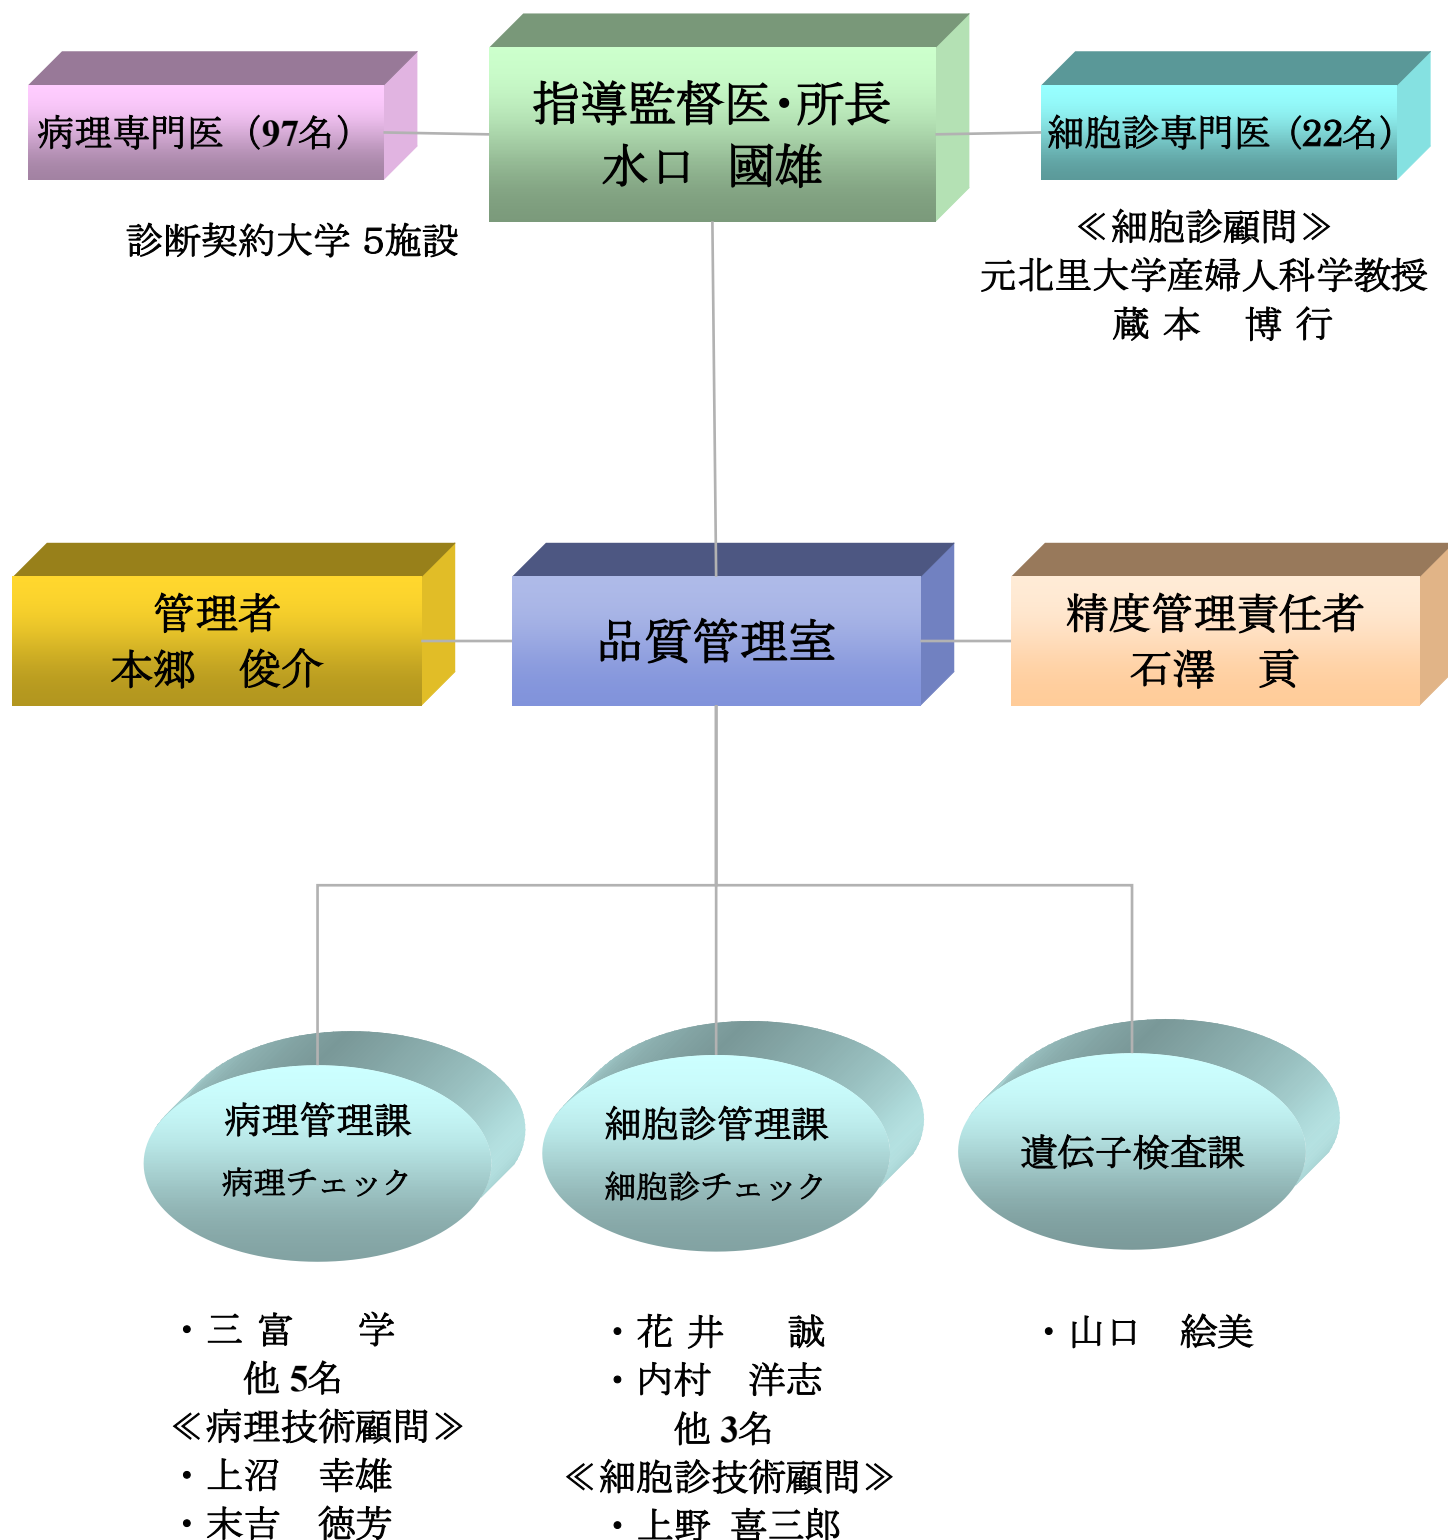 指導監督医・所長
水口　國雄
病理専門医（97名）
診断契約大学 5施設
細胞診専門医（22名）
≪細胞診顧問≫
元北里大学産婦人科学教授
蔵 本　博 行
管理者
本郷　俊介
品質管理室
精度管理責任者
石澤　貢
病理管理課
病理チェック
・三 富　　学
他 5名
≪病理技術顧問≫
・上沼　幸雄
・末吉　徳芳
細胞診管理課
細胞診チェック
・花 井　　誠
・内村　洋志
他 3名
≪細胞診技術顧問≫
・上野 喜三郎
遺伝子検査課
・山口　絵美